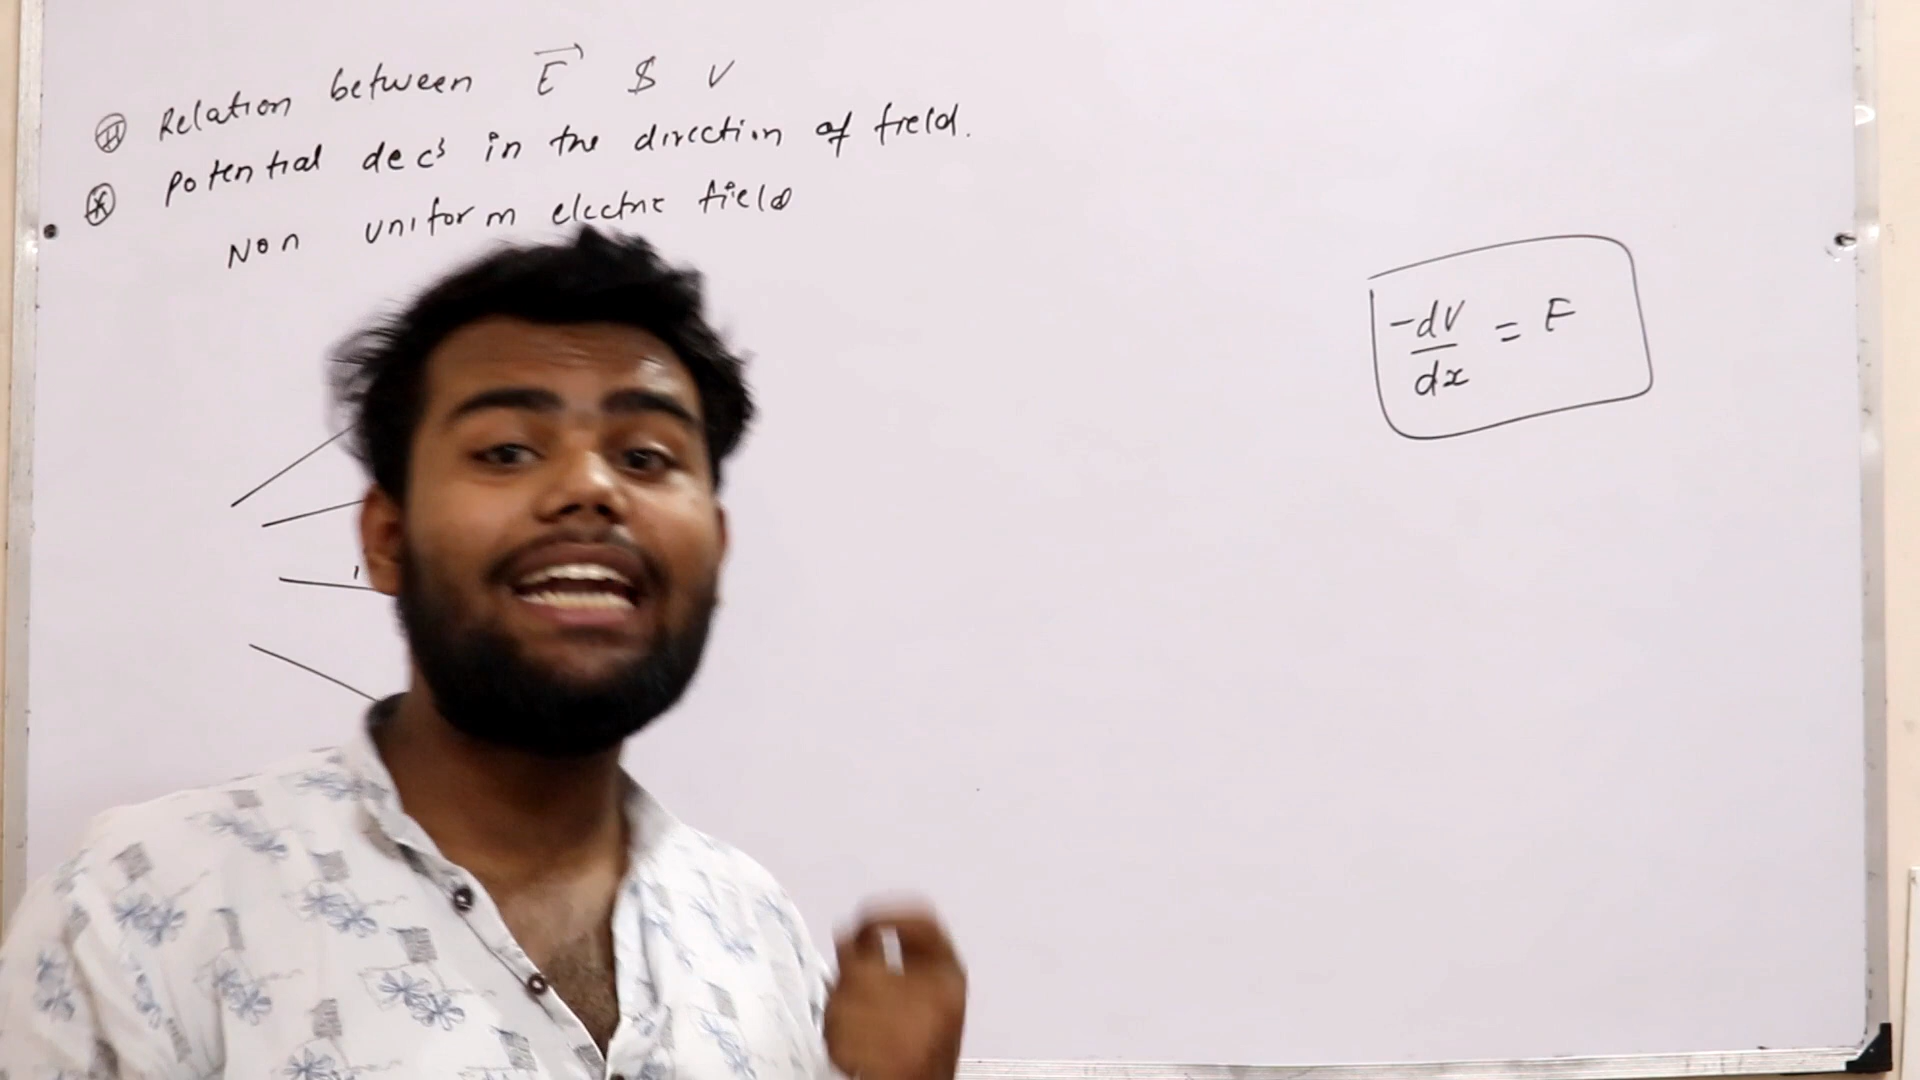 Relation between E & V
potential decs in the direction of field.
Non uniform electric field
-dV/dx = E